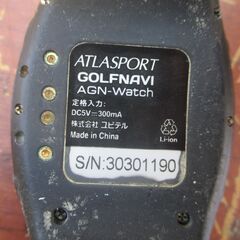 ATLASPORT
GOLFNAVI
AGN-Watch
定格入力:
DC5V⎓300mA
株式会社 ユピテル
Made in China
Li-ion
S/N:30301190